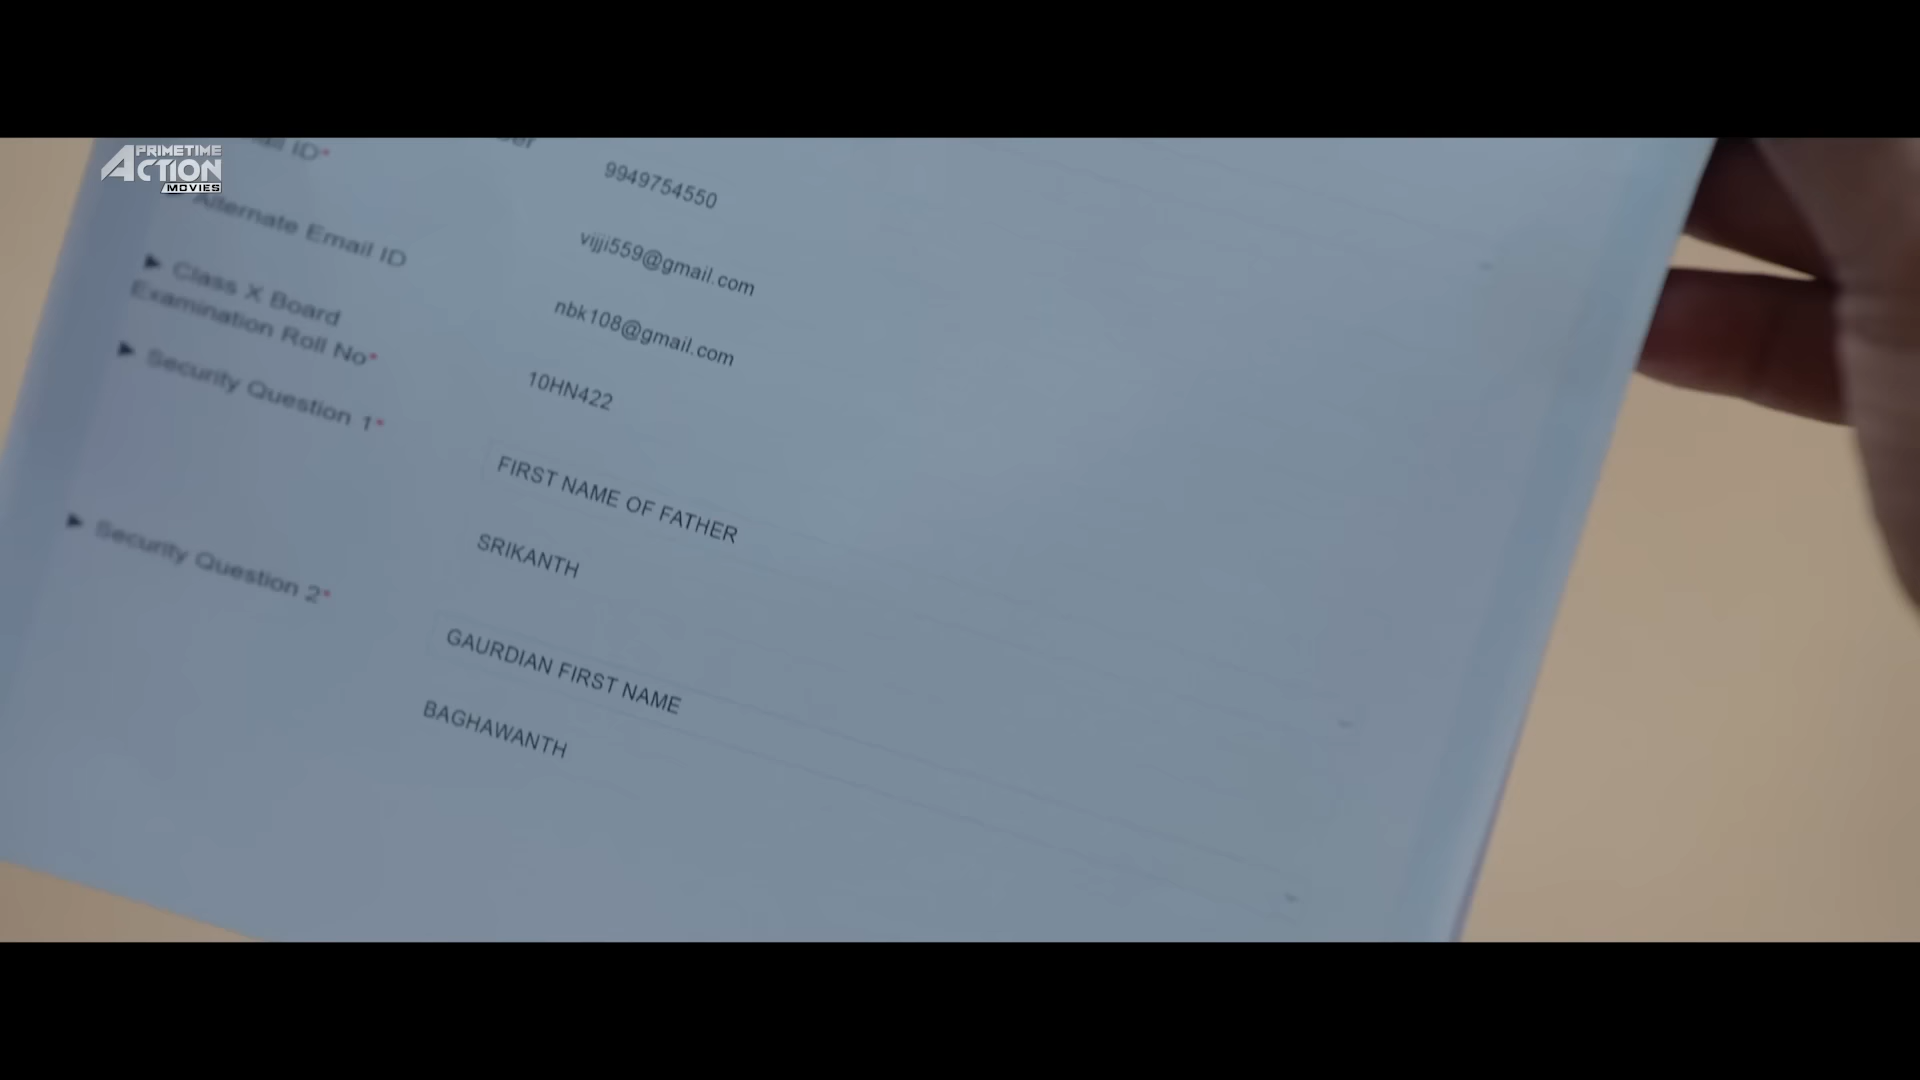 PRIMETIME
ACTION
MOVIES
ID*
9949754550
Alternate Email ID
vijji559@gmail.com
▶ Class X Board
Examination Roll No*
nbk108@gmail.com
10HN422
▶ Security Question 1*
FIRST NAME OF FATHER
SRIKANTH
▶ Security Question 2*
GAURDIAN FIRST NAME
BAGHAWANTH